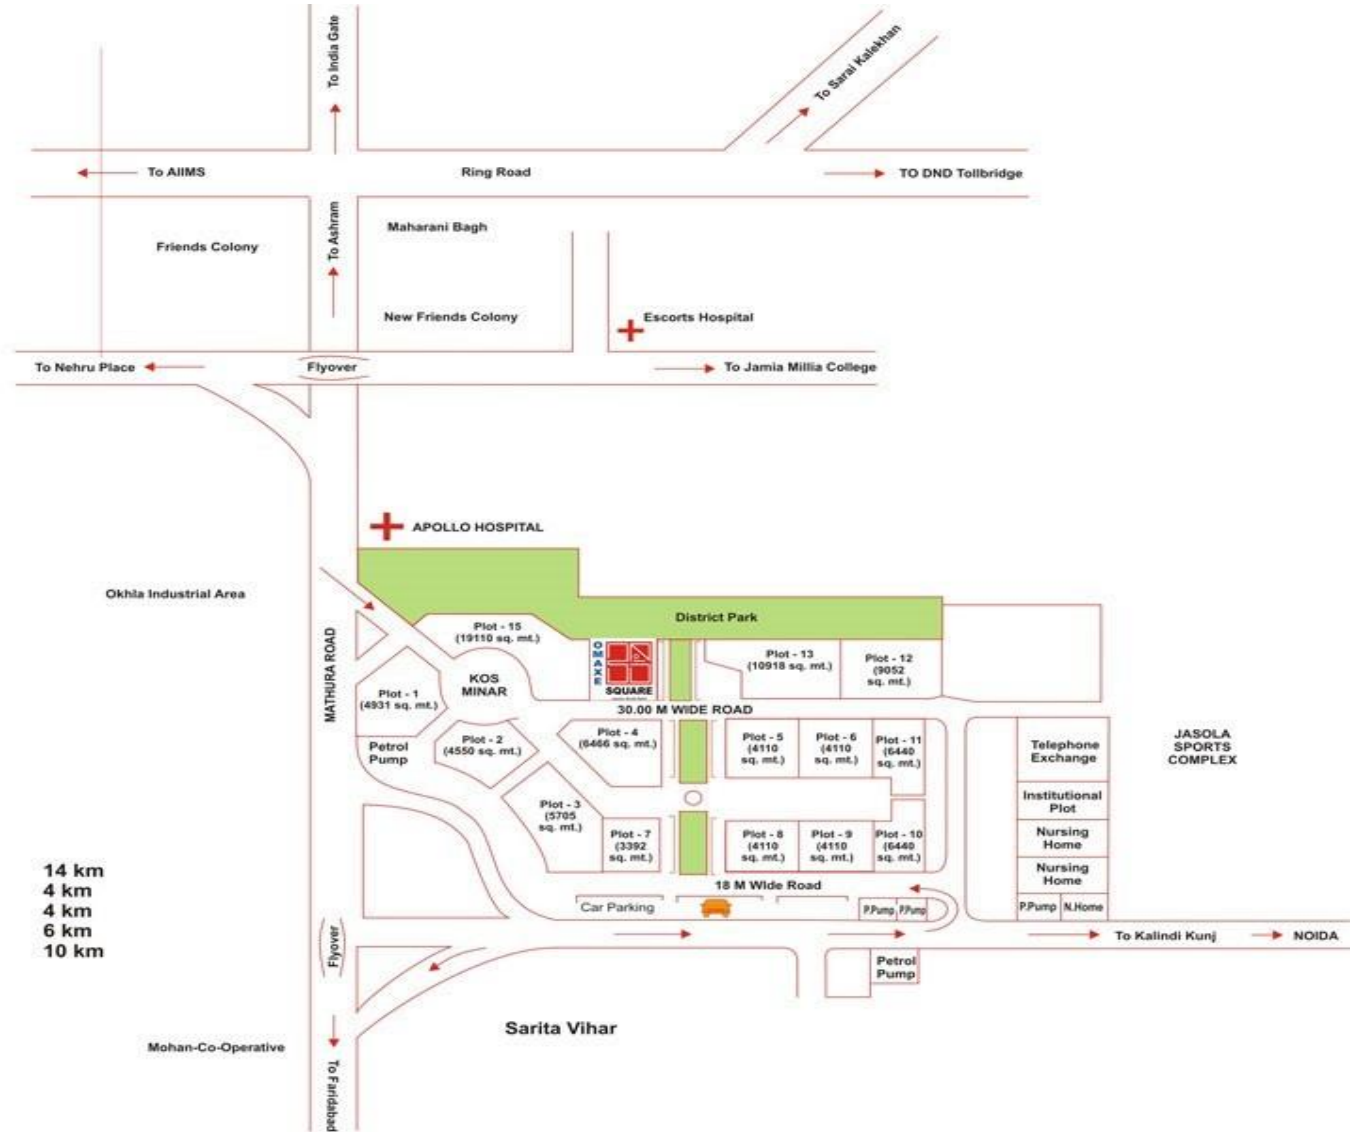 To India Gate
To Sarai Kalekhan
To AIIMS
Ring Road
TO DND Tollbridge
To Ashram
Maharani Bagh
Friends Colony
New Friends Colony
Escorts Hospital
To Nehru Place
Flyover
To Jamia Millia College
APOLLO HOSPITAL
Okhla Industrial Area
District Park
MATHURA ROAD
Plot - 15
(19110 sq. mt.)
OMAXE
SQUARE
Plot - 13
(10918 sq. mt.)
Plot - 12
(9052
sq. mt.)
KOS
MINAR
Plot - 1
(4931 sq. mt.)
30.00 M WIDE ROAD
Petrol
Pump
Plot - 2
(4550 sq. mt.)
Plot - 4
(6466 sq. mt.)
Plot - 5
(4110
sq. mt.)
Plot - 6
(4110
sq. mt.)
Plot - 11
(6440
sq. mt.)
Telephone
Exchange
JASOLA
SPORTS
COMPLEX
Institutional
Plot
Plot - 3
(5705
sq. mt.)
Plot - 7
(3392
sq. mt.)
Plot - 8
(4110
sq. mt.)
Plot - 9
(4110
sq. mt.)
Plot - 10
(6440
sq. mt.)
Nursing
Home
Nursing
Home
14 km
4 km
4 km
6 km
10 km
18 M WIde Road
Car Parking
P.Pump
P.Pump
P.Pump
N.Home
Flyover
To Kalindi Kunj
NOIDA
Petrol
Pump
Sarita Vihar
Mohan-Co-Operative
To Faridabad